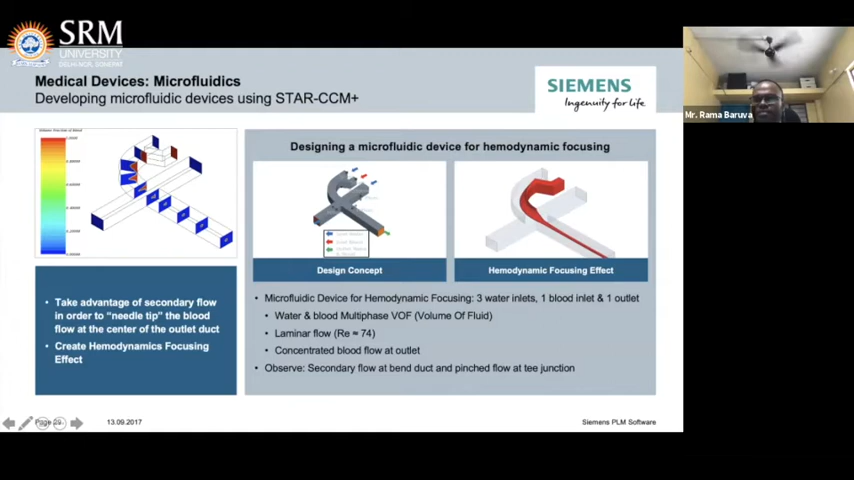 SRM
UNIVERSITY
DELHI-NCR, SONEPAT
Medical Devices: Microfluidics
Developing microfluidic devices using STAR-CCM+
SIEMENS
Ingenuity for life
Mr. Rama Baruva
Designing a microfluidic device for hemodynamic focusing
Design Concept
Hemodynamic Focusing Effect
• Take advantage of secondary flow
in order to “needle tip” the blood
flow at the center of the outlet duct
• Create Hemodynamics Focusing
Effect
• Microfluidic Device for Hemodynamic Focusing: 3 water inlets, 1 blood inlet & 1 outlet
• Water & blood Multiphase VOF (Volume Of Fluid)
• Laminar flow (Re ≈ 74)
• Concentrated blood flow at outlet
• Observe: Secondary flow at bend duct and pinched flow at tee junction
Page 29
13.09.2017
Siemens PLM Software